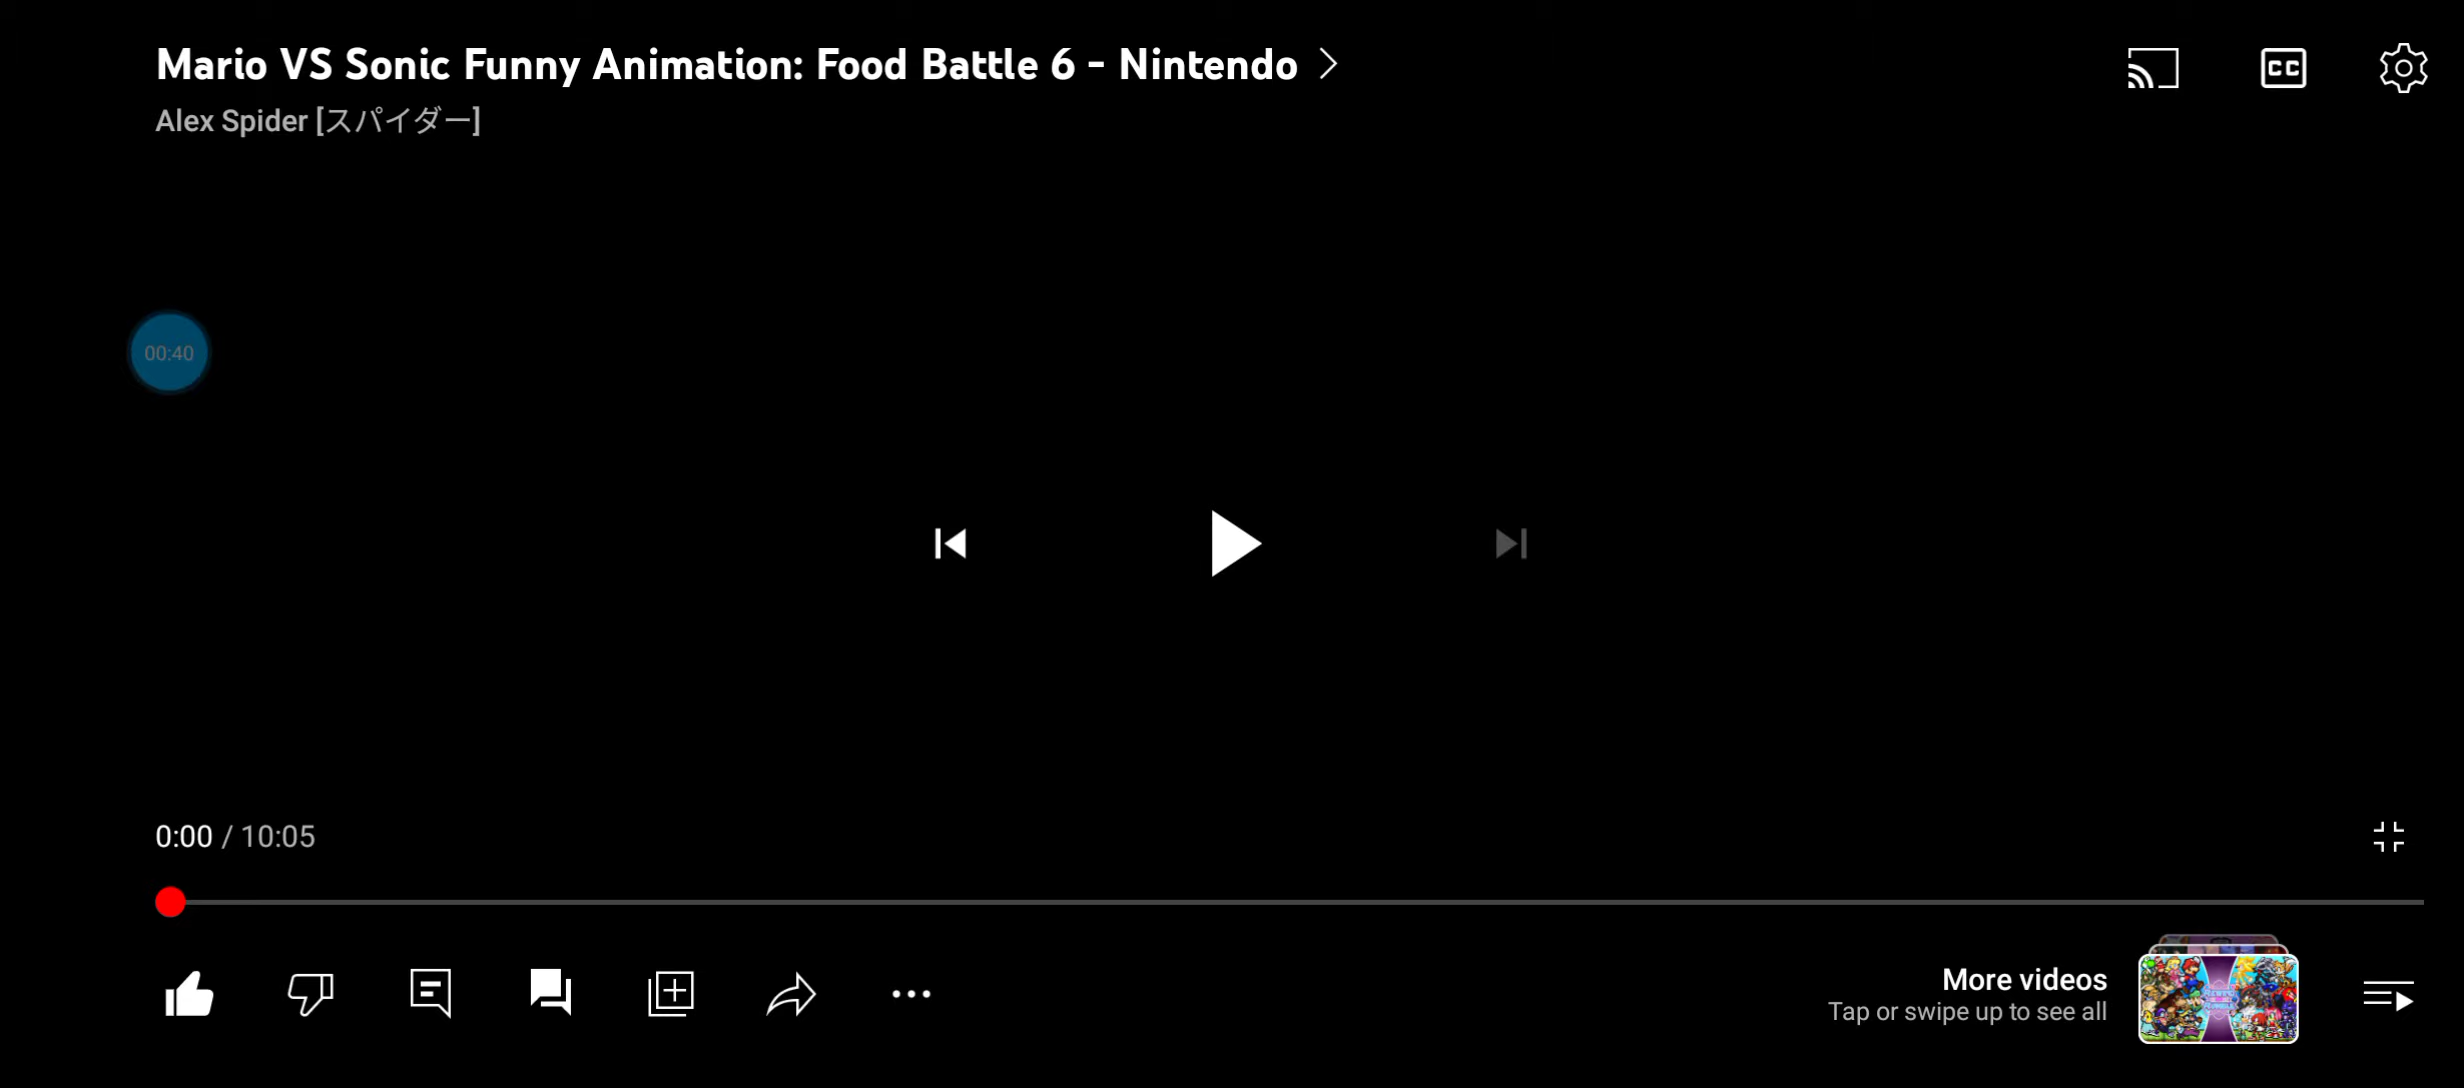 Mario VS Sonic Funny Animation: Food Battle 6 - Nintendo
Alex Spider [スパイダー]
CC
00:40
0:00 / 10:05
More videos
Tap or swipe up to see all